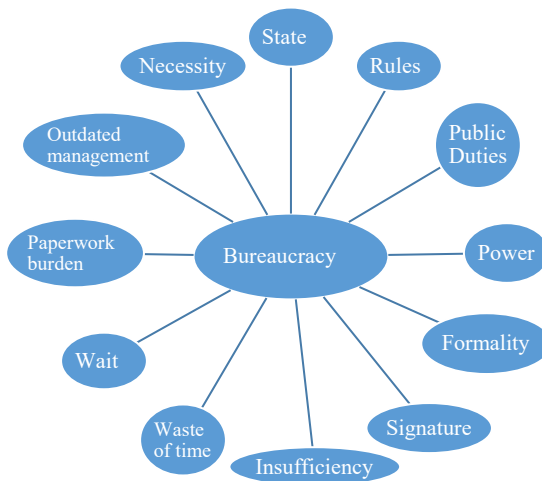 State
Necessity
Rules
Outdated
management
Public
Duties
Paperwork
burden
Bureaucracy
Power
Wait
Formality
Waste
of time
Signature
Insufficiency